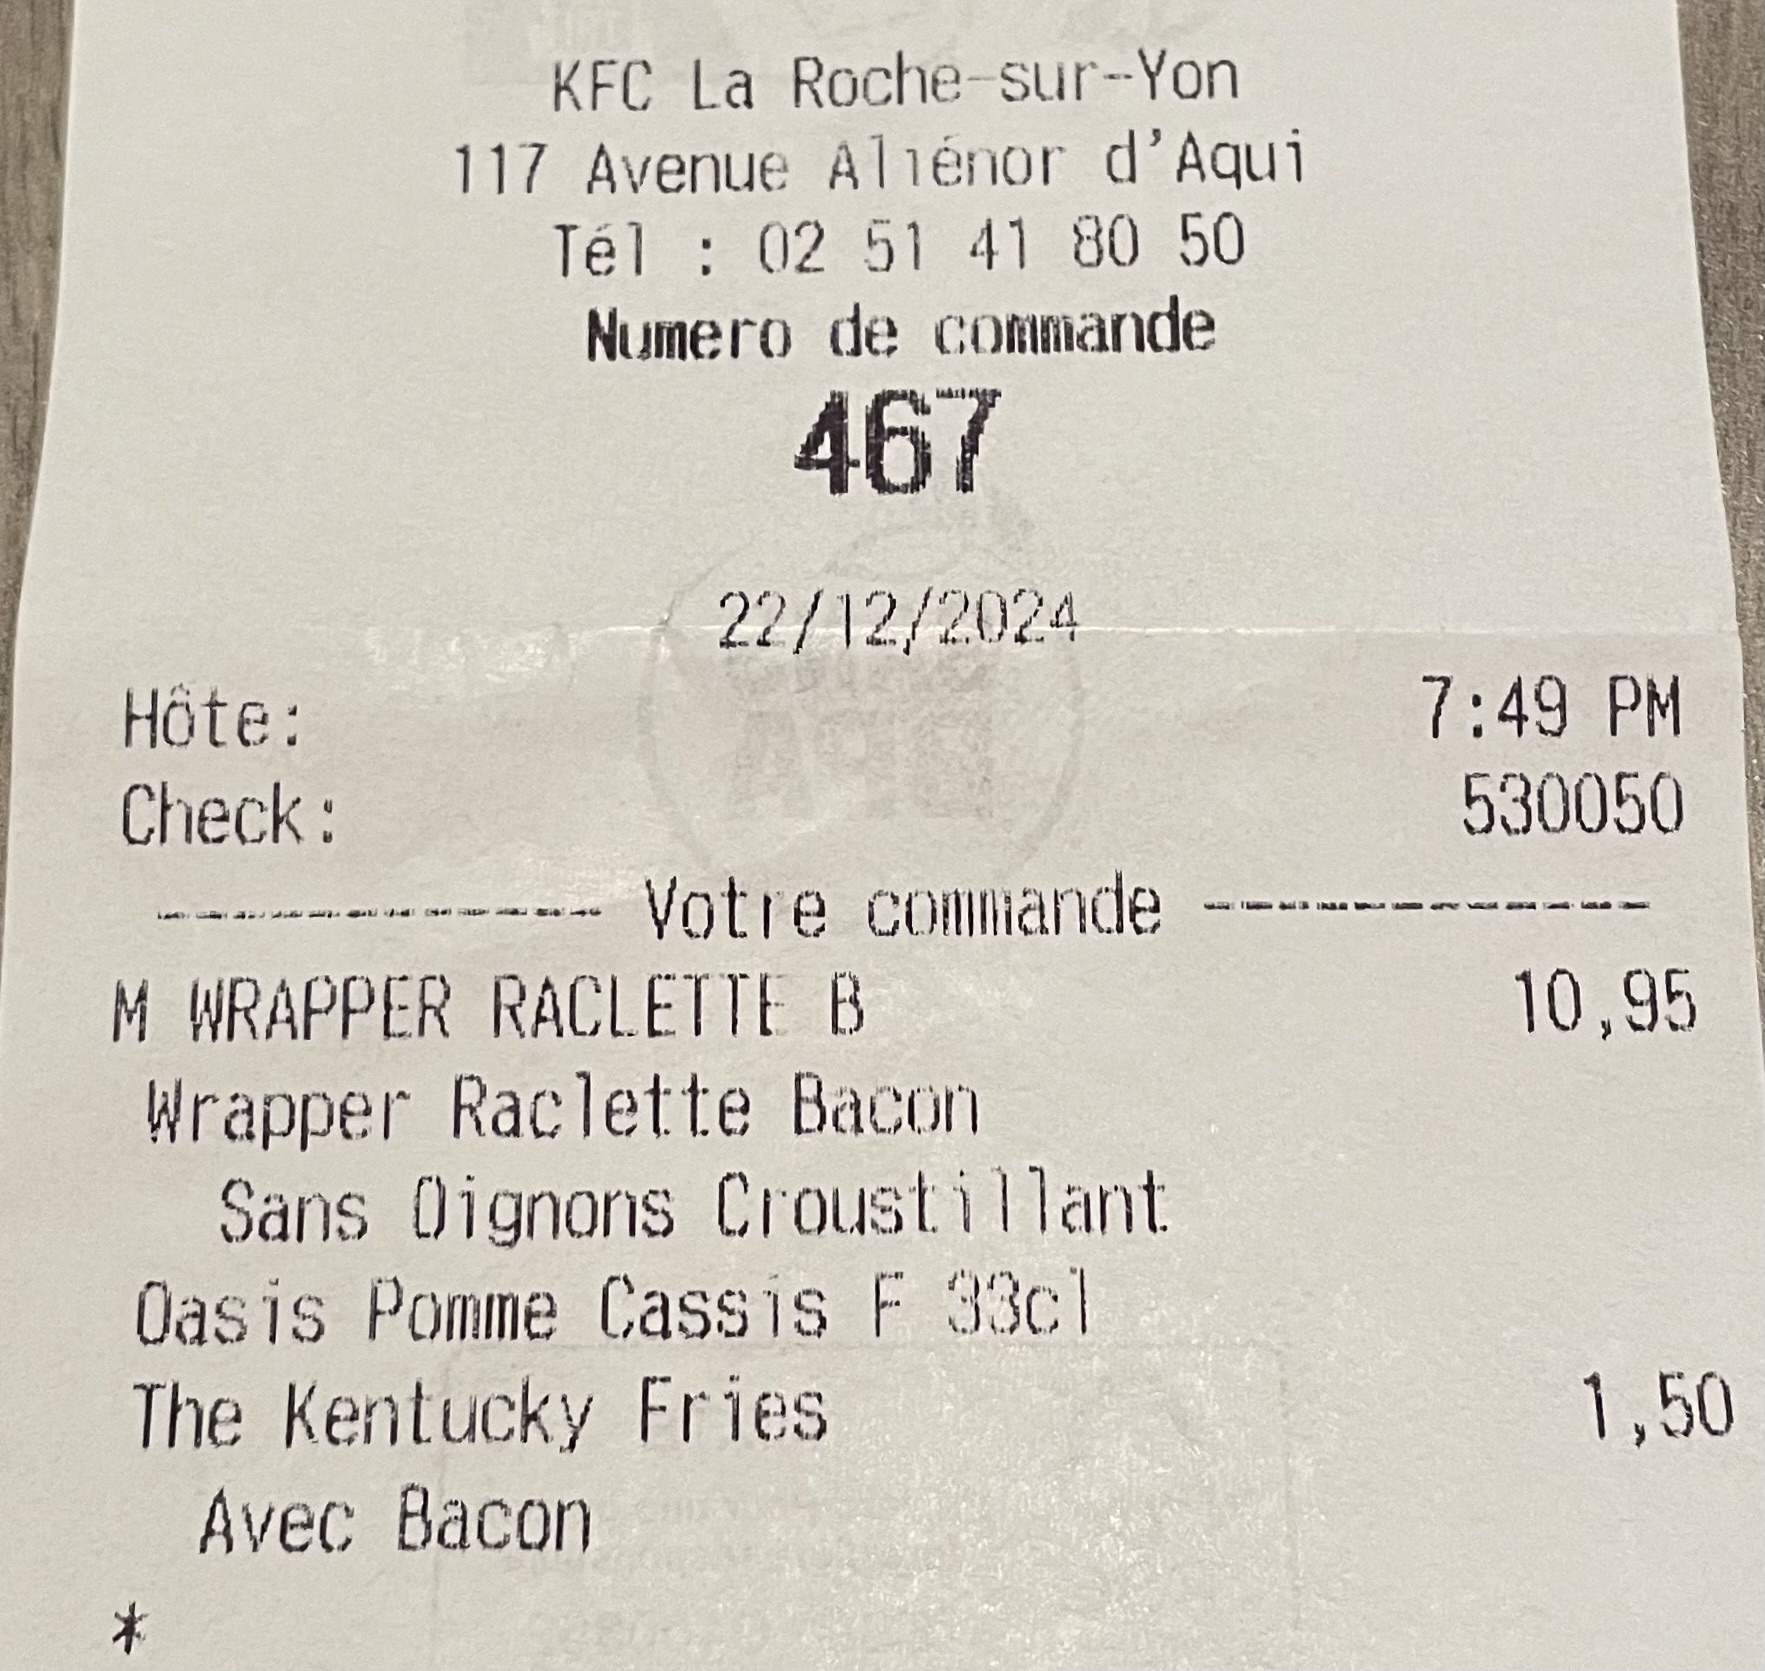 KFC La Roche-sur-Yon
117 Avenue Aliénor d'Aqui
Tél : 02 51 41 80 50
Numero de commande
467
22/12/2024
Hôte: 7:49 PM
Check: 530050
------------- Votre commande -------------
M WRAPPER RACLETTE B 10,95
Wrapper Raclette Bacon
Sans Oignons Croustillant
Oasis Pomme Cassis F 33cl
The Kentucky Fries 1,50
Avec Bacon
*